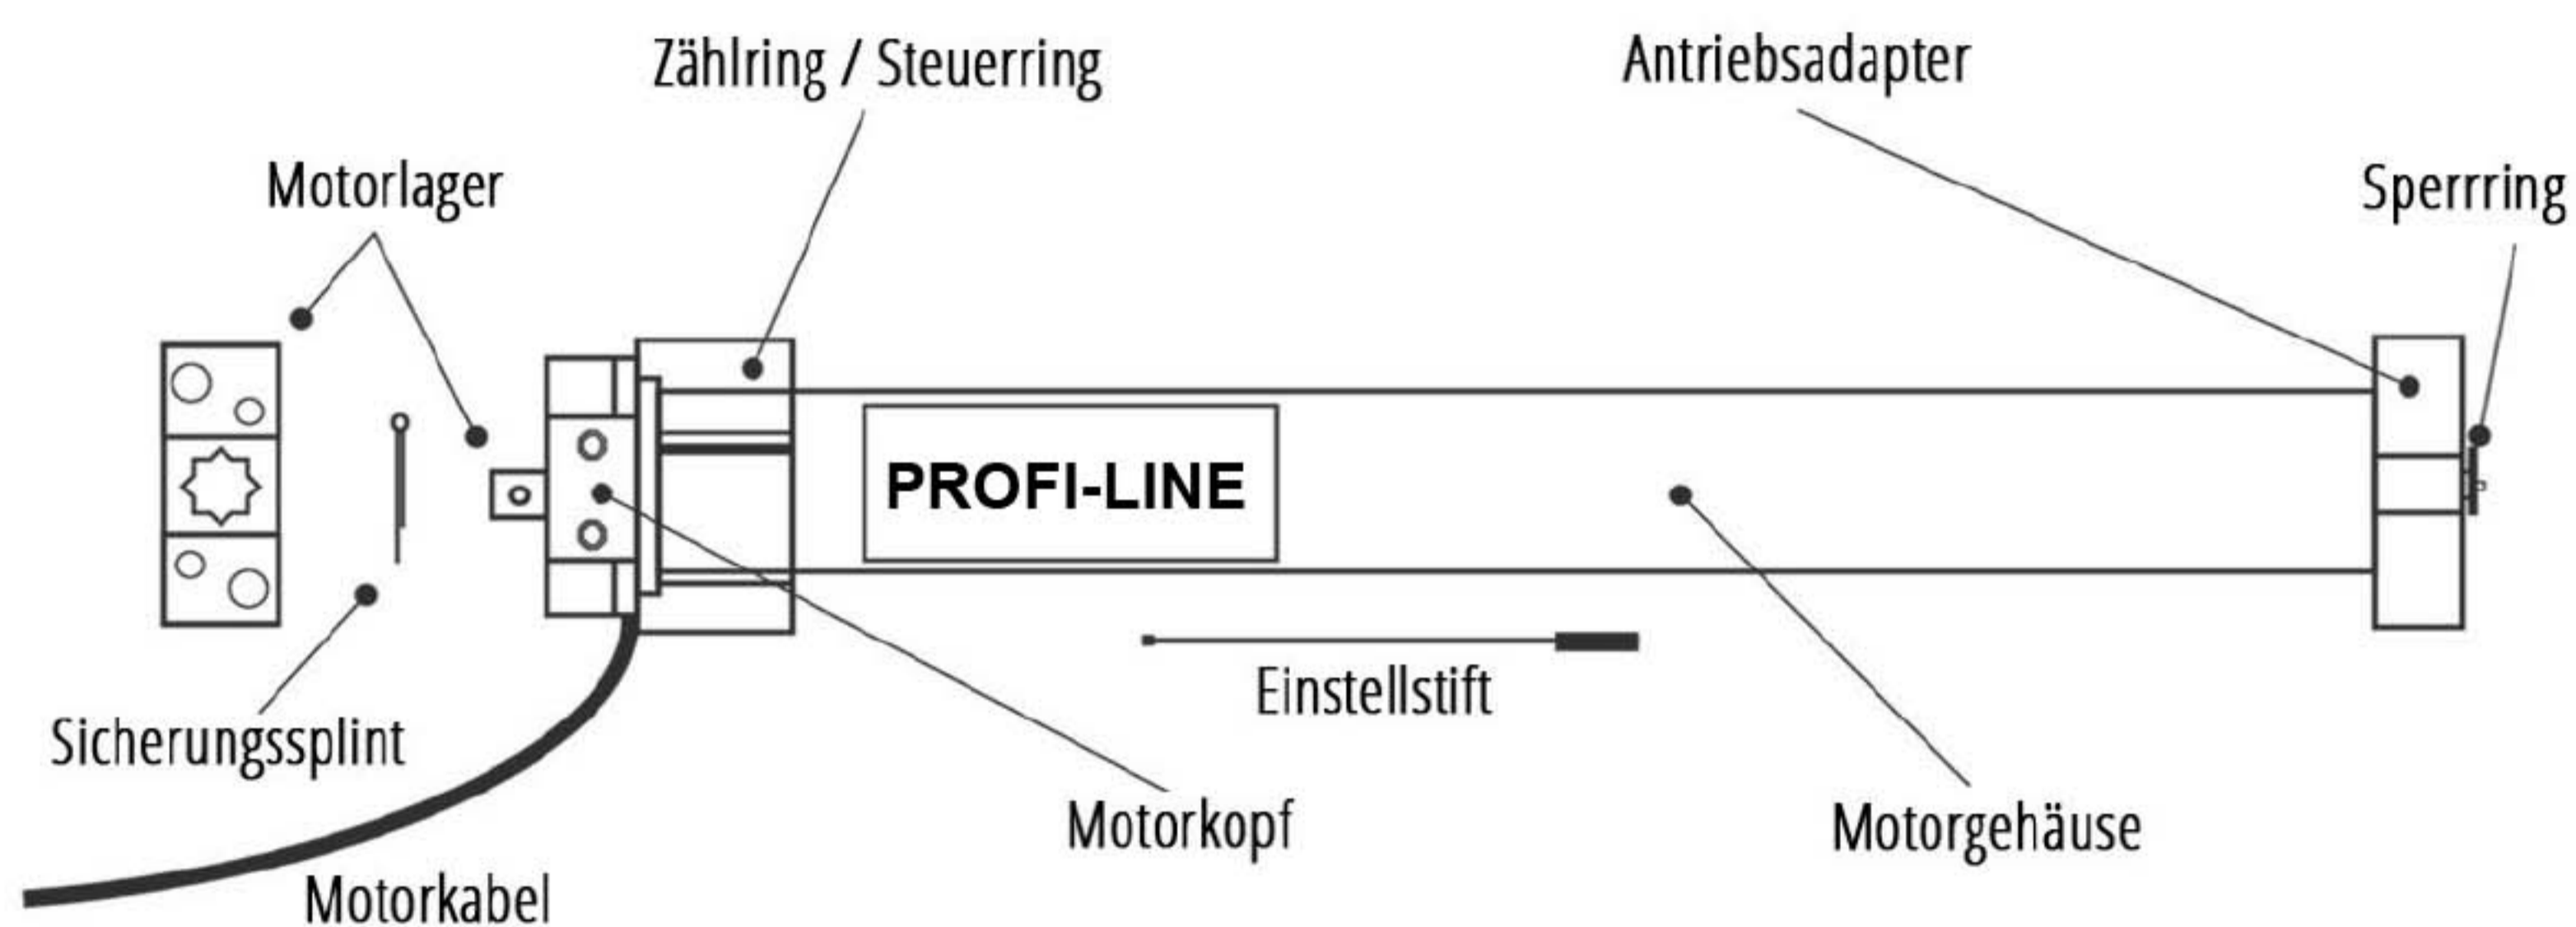 Zählring / Steuerring
Antriebsadapter
Motorlager
Sperrring
PROFI-LINE
Einstellstift
Sicherungssplint
Motorkopf
Motorgehäuse
Motorkabel